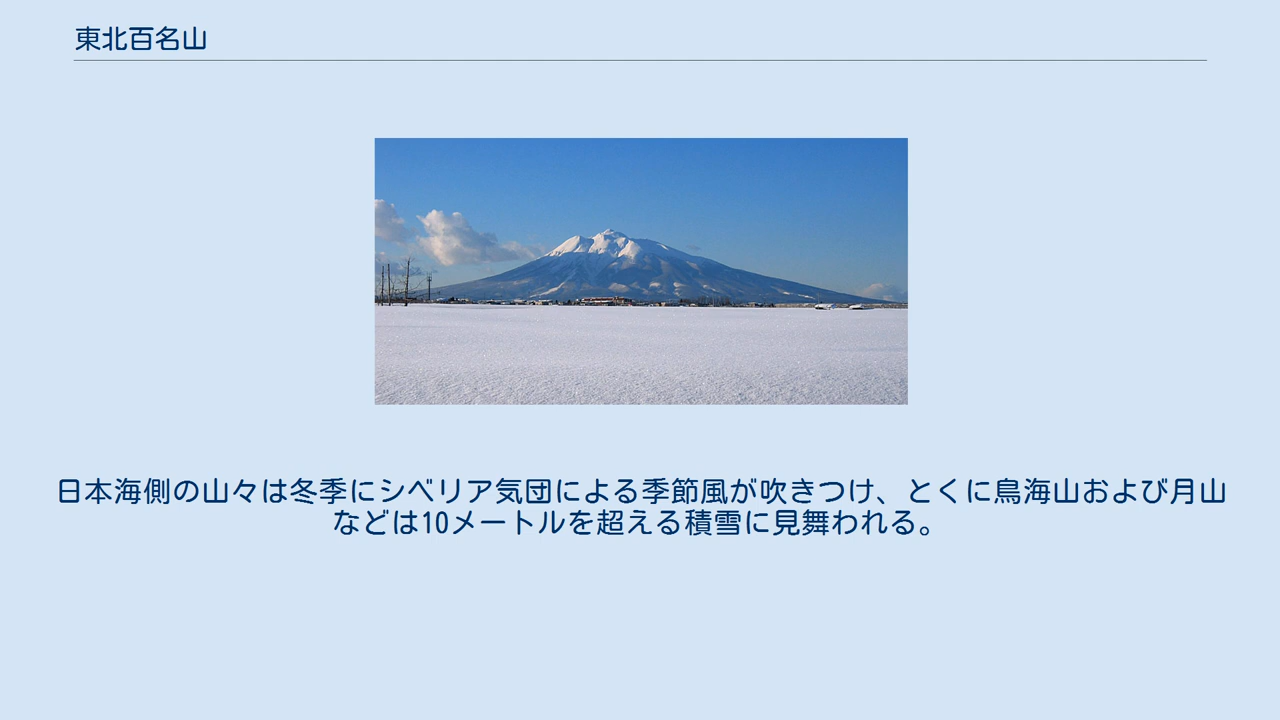 東北百名山
日本海側の山々は冬季にシベリア気団による季節風が吹きつけ、とくに鳥海山および月山
などは10メートルを超える積雪に見舞われる。